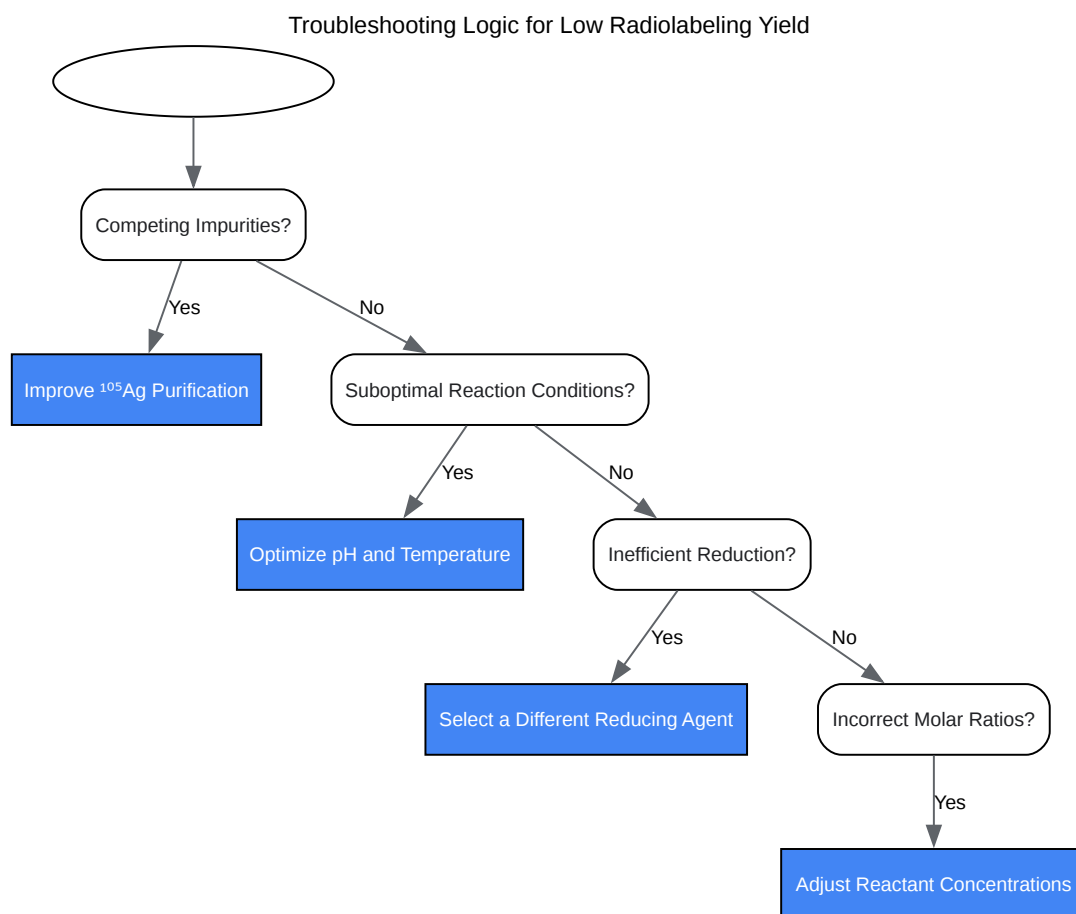 Troubleshooting Logic for Low Radiolabeling Yield
Competing Impurities?
Yes
No
Improve ¹⁰⁵Ag Purification
Suboptimal Reaction Conditions?
Yes
No
Optimize pH and Temperature
Inefficient Reduction?
Yes
No
Select a Different Reducing Agent
Incorrect Molar Ratios?
Yes
Adjust Reactant Concentrations